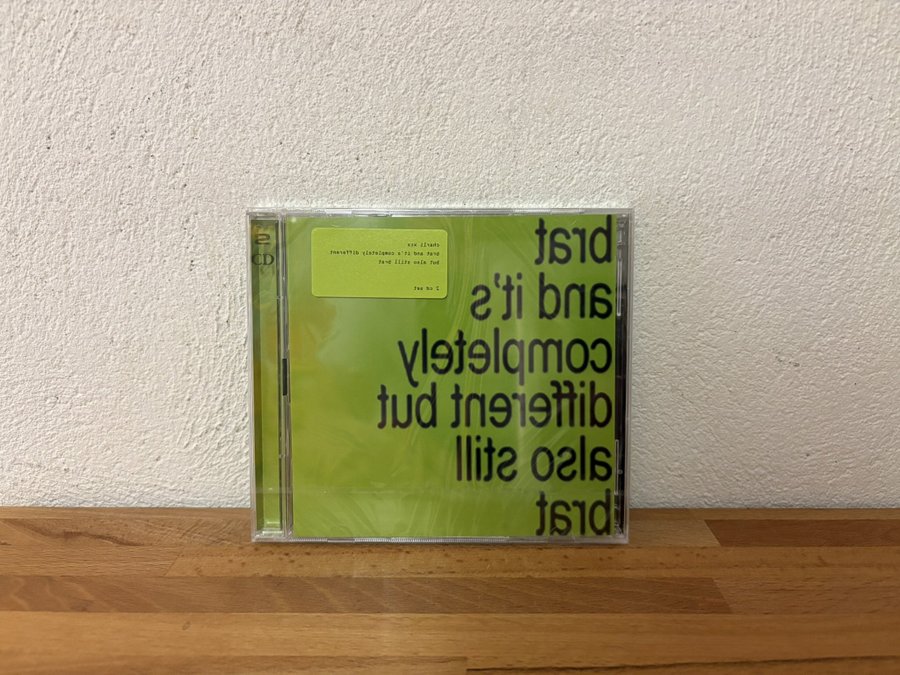 brat
and it's
completely
different but
also still
brat
charli xcx
brat and it's completely different
but also still brat
2 cd set
2
CD